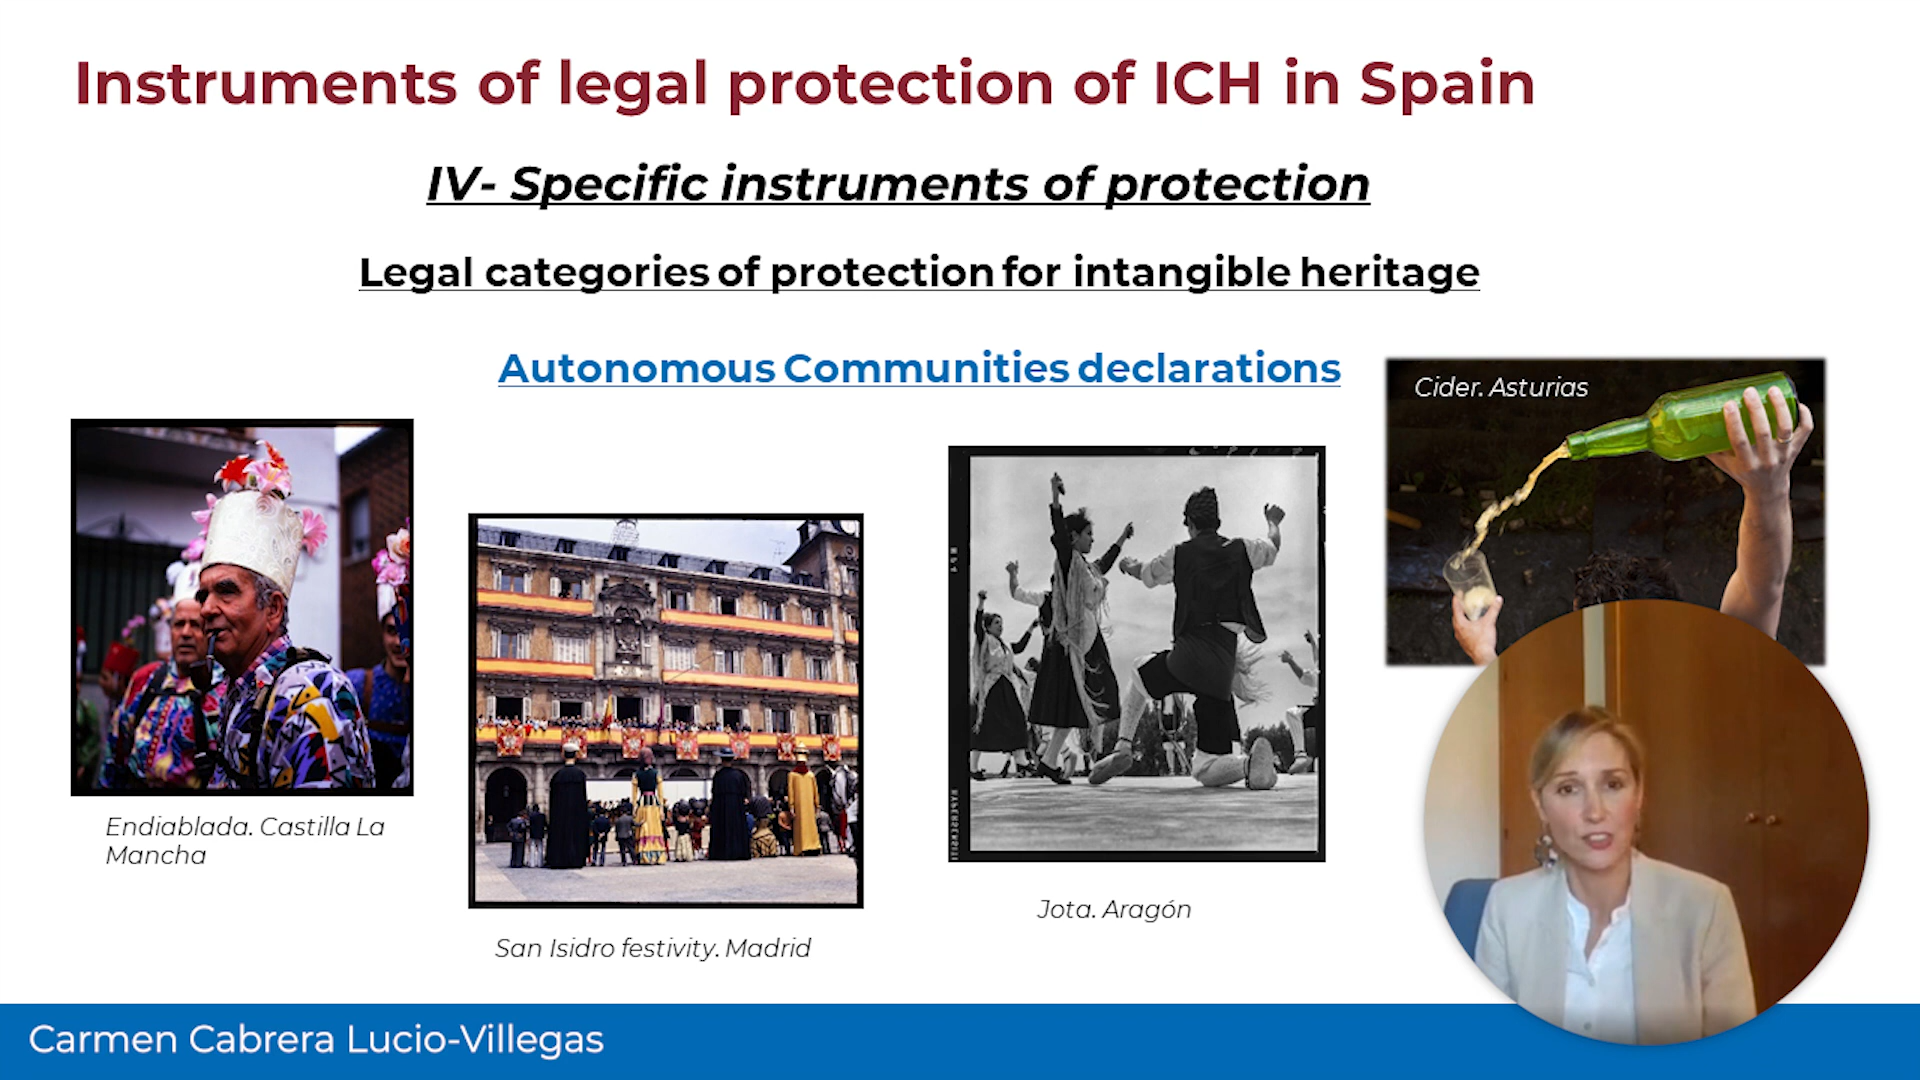 Instruments of legal protection of ICH in Spain
IV- Specific instruments of protection
Legal categories of protection for intangible heritage
Autonomous Communities declarations
Cider. Asturias
Endiablada. Castilla La
Mancha
San Isidro festivity. Madrid
Jota. Aragón
Carmen Cabrera Lucio-Villegas